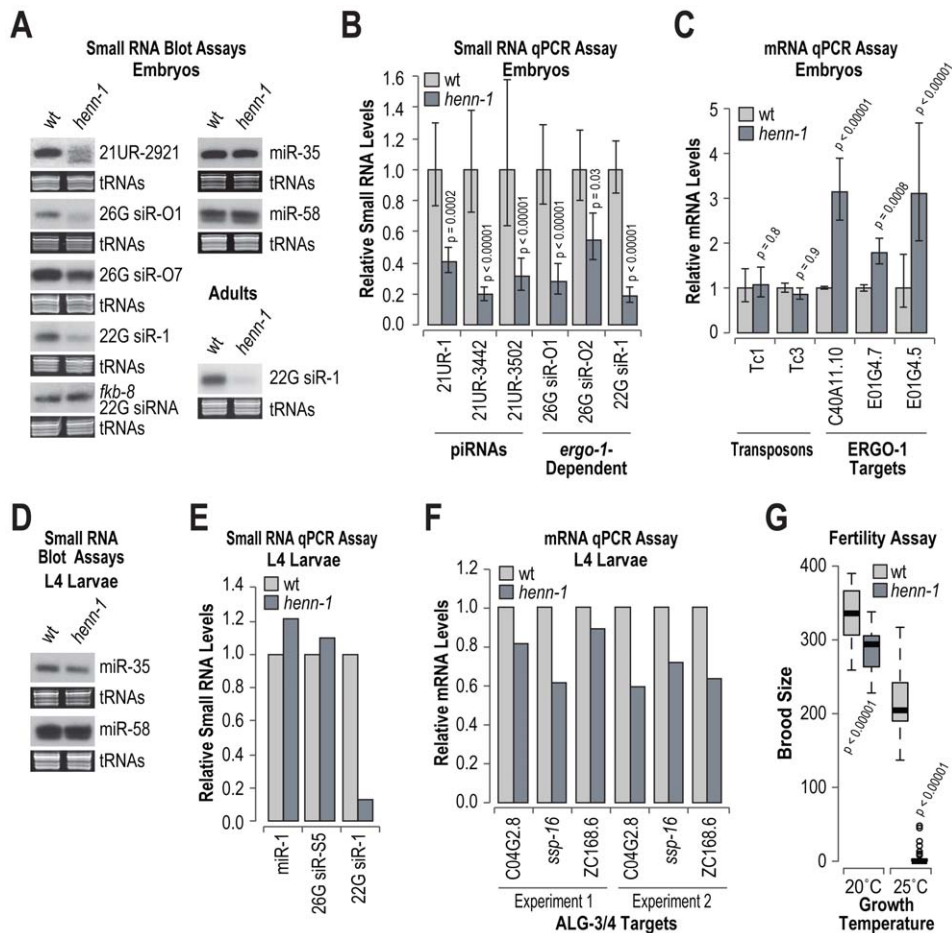 A
Small RNA Blot Assays
Embryos
wt
henn-1
21UR-2921
tRNAs
26G siR-O1
tRNAs
26G siR-O7
tRNAs
22G siR-1
tRNAs
fkb-8
22G siRNA
tRNAs
wt
henn-1
miR-35
tRNAs
miR-58
tRNAs
Adults
wt
henn-1
22G siR-1
tRNAs
B
Small RNA qPCR Assay
Embryos
Relative Small RNA Levels
1.6
1.4
1.2
1.0
0.8
0.6
0.4
0.2
0.0
wt
henn-1
p = 0.0002
p < 0.00001
p < 0.00001
p < 0.00001
p = 0.03
p < 0.00001
21UR-1
21UR-3442
21UR-3502
26G siR-O1
26G siR-O2
22G siR-1
piRNAs
ergo-1-
Dependent
C
mRNA qPCR Assay
Embryos
Relative mRNA Levels
5
4
3
2
1
0
wt
henn-1
p = 0.8
p = 0.9
p < 0.00001
p = 0.0008
p < 0.00001
Tc1
Tc3
C40A11.10
E01G4.7
E01G4.5
Transposons
ERGO-1
Targets
D
Small RNA
Blot Assays
L4 Larvae
wt
henn-1
miR-35
tRNAs
miR-58
tRNAs
E
Small RNA qPCR Assay
L4 Larvae
Relative Small RNA Levels
1.4
1.2
1.0
0.8
0.6
0.4
0.2
0.0
wt
henn-1
miR-1
26G siR-S5
22G siR-1
F
mRNA qPCR Assay
L4 Larvae
Relative mRNA Levels
1.2
1.0
0.8
0.6
0.4
0.2
0.0
wt
henn-1
C04G2.8
ssp-16
ZC168.6
C04G2.8
ssp-16
ZC168.6
Experiment 1
Experiment 2
ALG-3/4 Targets
G
Fertility Assay
Brood Size
400
300
200
100
0
wt
henn-1
p < 0.00001
p < 0.00001
20˚C
25˚C
Growth
Temperature